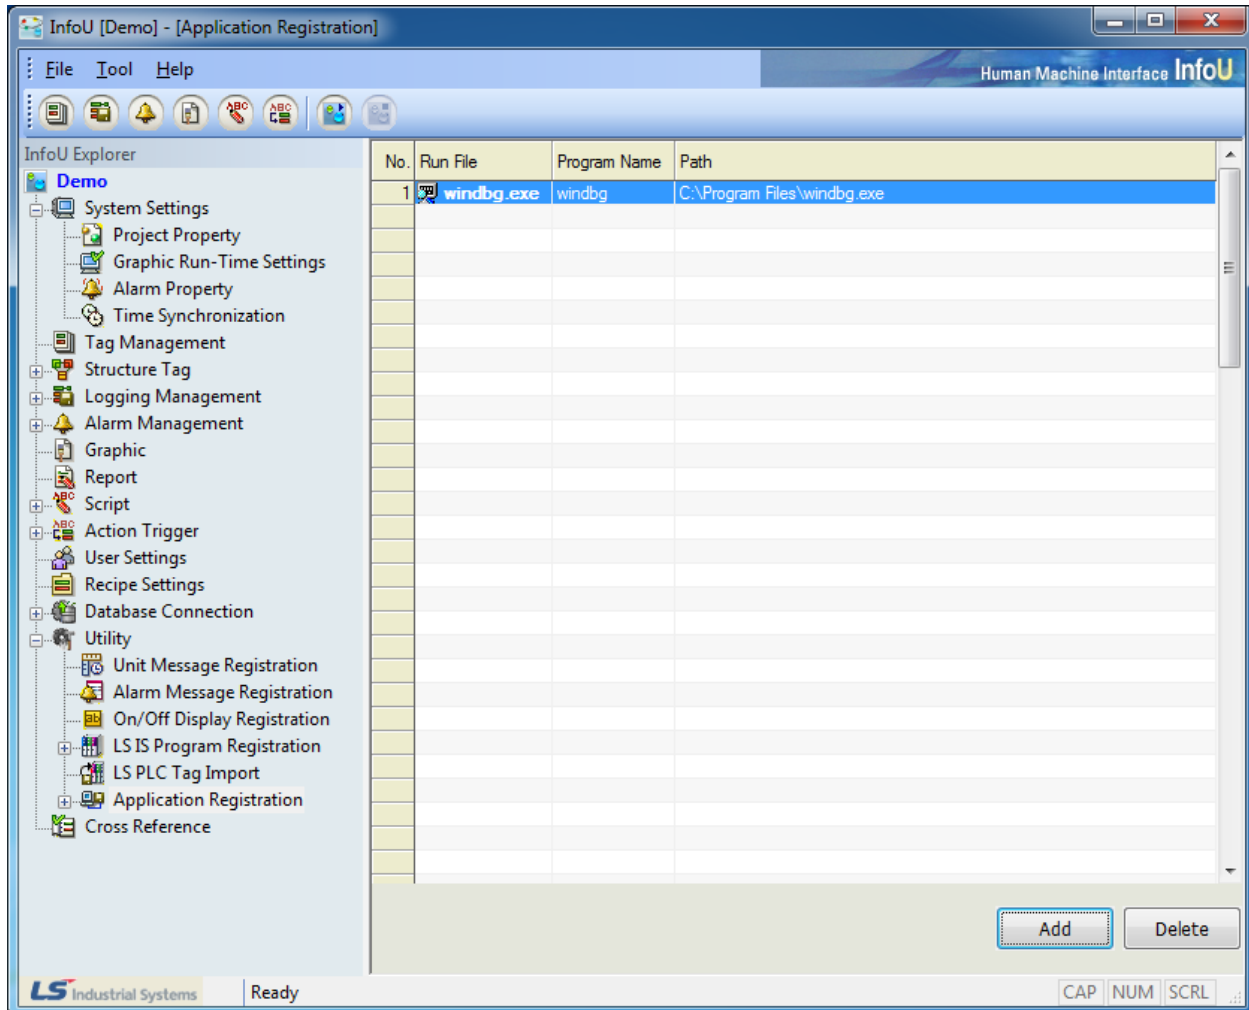 InfoU [Demo] - [Application Registration]
File Tool Help
Human Machine Interface InfoU
InfoU Explorer
Demo
System Settings
Project Property
Graphic Run-Time Settings
Alarm Property
Time Synchronization
Tag Management
Structure Tag
Logging Management
Alarm Management
Graphic
Report
Script
Action Trigger
User Settings
Recipe Settings
Database Connection
Utility
Unit Message Registration
Alarm Message Registration
On/Off Display Registration
LS IS Program Registration
LS PLC Tag Import
Application Registration
Cross Reference
No. Run File Program Name Path
1 windbg.exe windbg C:\Program Files\windbg.exe
Add Delete
LS Industrial Systems Ready CAP NUM SCRL